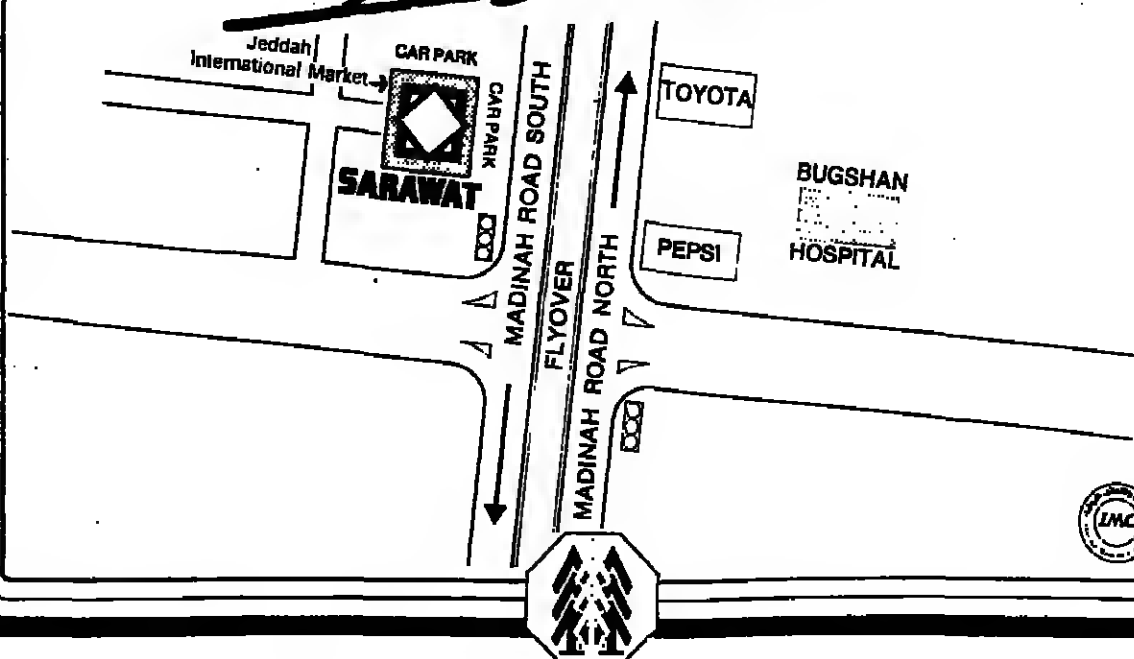 Jeddah
International Market
CAR PARK
CAR PARK
SARAWAT
MADINAH ROAD SOUTH
FLYOVER
MADINAH ROAD NORTH
TOYOTA
PEPSI
BUGSHAN
HOSPITAL
IMC